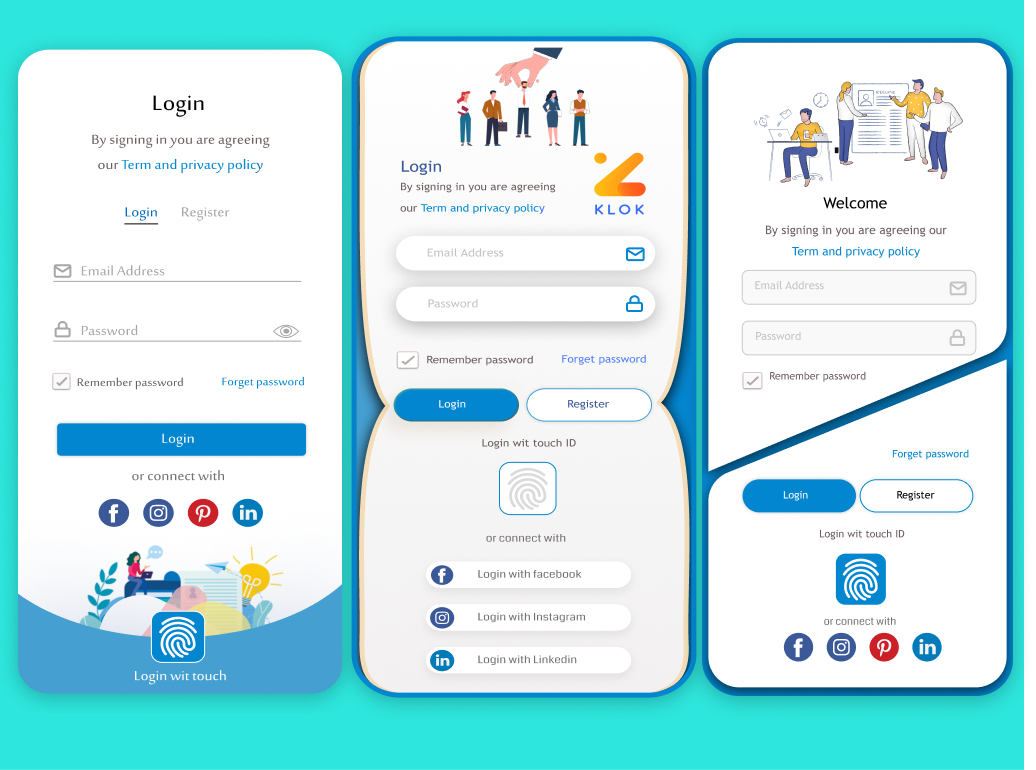 Login
By signing in you are agreeing
our Term and privacy policy
Login Register
Email Address
Password
Remember password Forget password
Login
or connect with
f in
Login wit touch
Login
By signing in you are agreeing
our Term and privacy policy
KLOK
Email Address
Password
Remember password Forget password
Login Register
Login wit touch ID
or connect with
f Login with facebook
Login with Instagram
in Login with Linkedin
RESUME
Welcome
By signing in you are agreeing our
Term and privacy policy
Email Address
Password
Remember password
Forget password
Login Register
Login wit touch ID
or connect with
f in